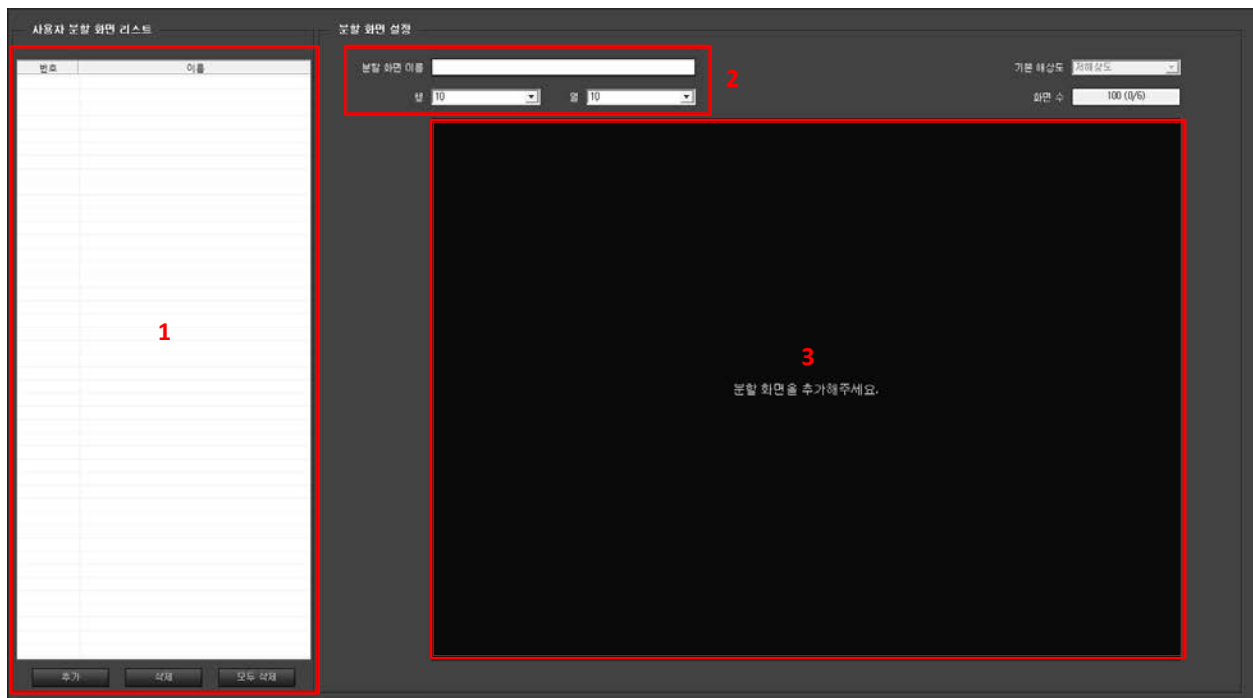 사용자 분할 화면 리스트
번호 이름
1
추가 삭제 모두 삭제
분할 화면 설정
분할 화면 이름
행 10 열 10
2
기본 해상도 저해상도
화면 수 100 (0/6)
3
분할 화면을 추가해주세요.